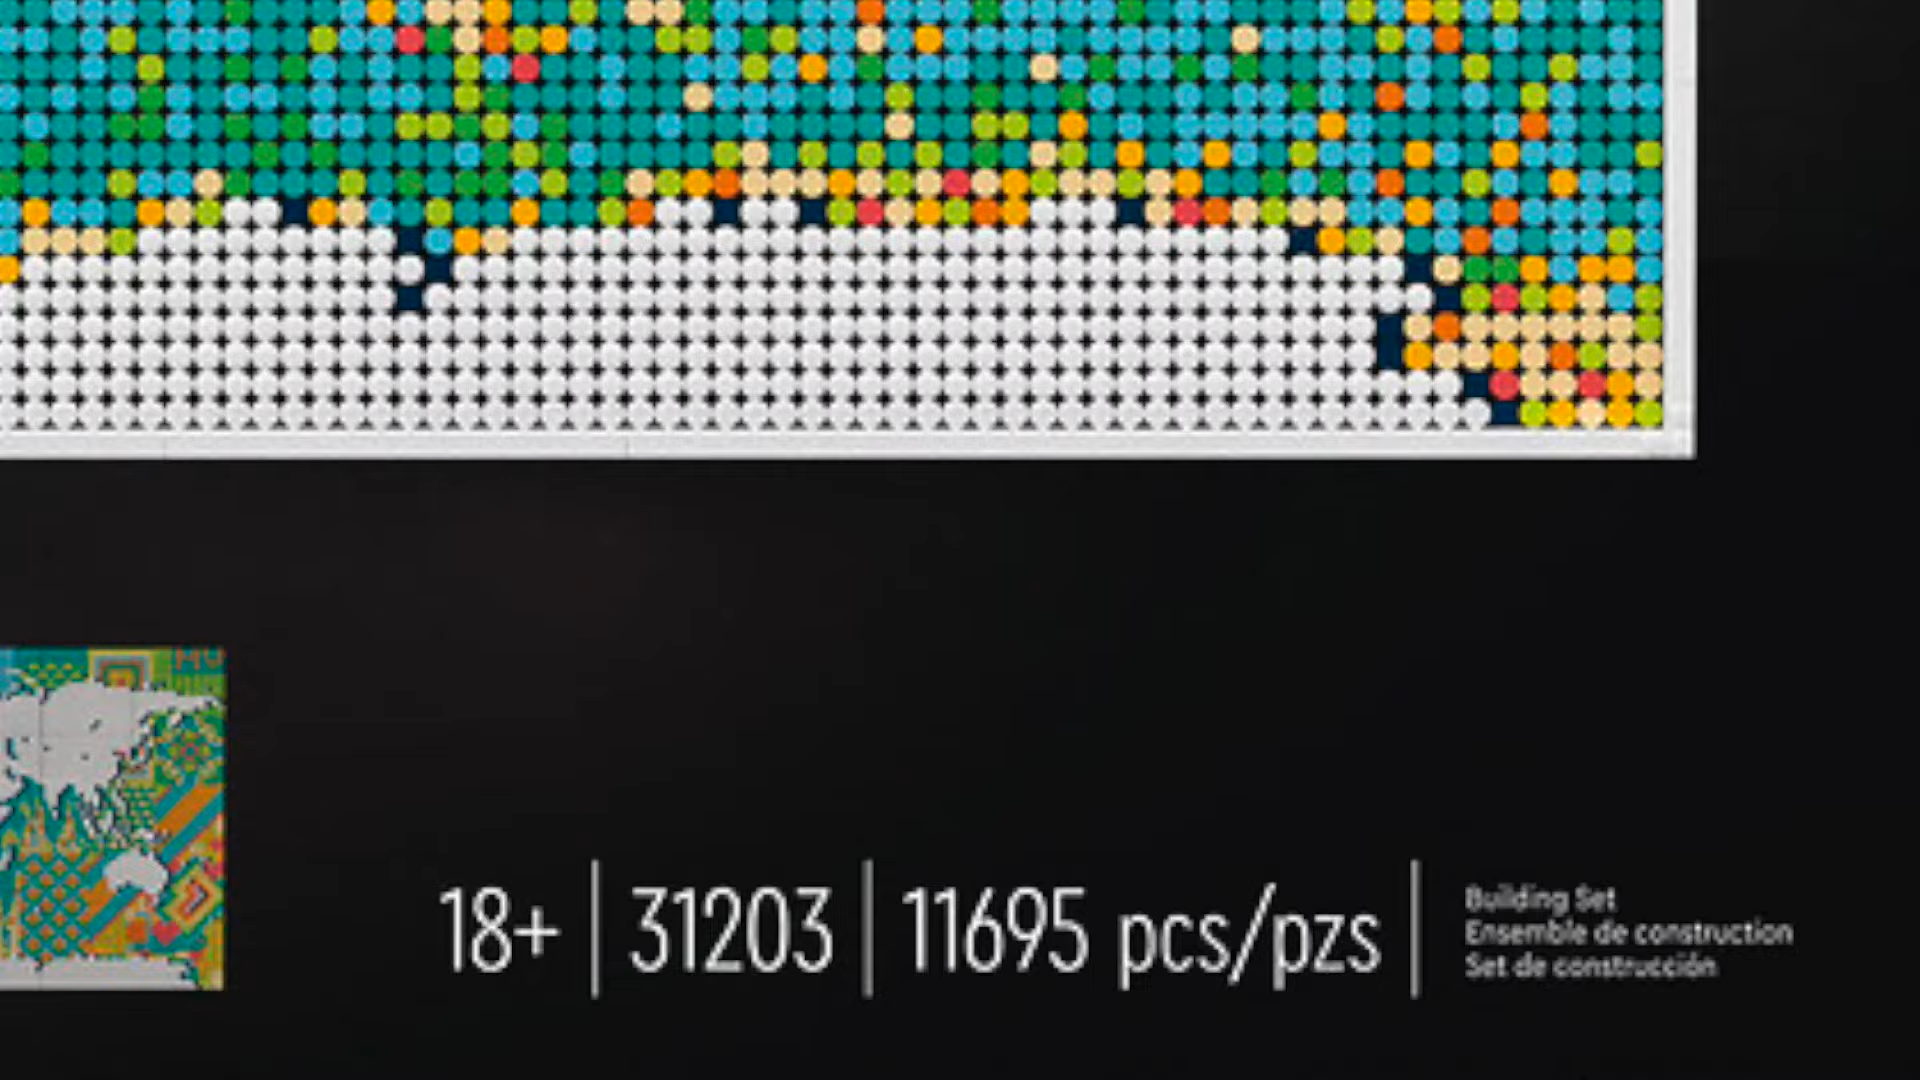 18+ | 31203 | 11695 pcs/pzs
Building Set
Ensemble de construction
Set de construcción